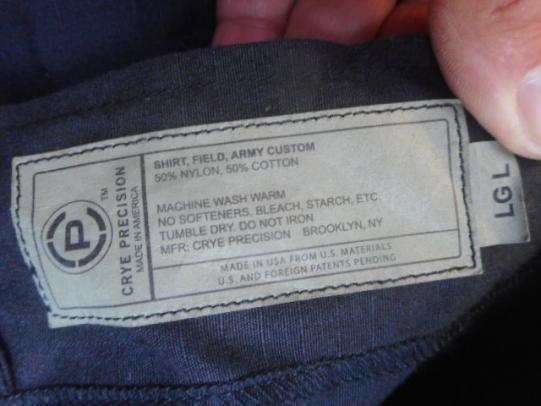 P
TM
CRYE PRECISION
MADE IN AMERICA
SHIRT, FIELD, ARMY CUSTOM
50% NYLON, 50% COTTON
MACHINE WASH WARM
NO SOFTENERS, BLEACH, STARCH, ETC.
TUMBLE DRY. DO NOT IRON
MFR: CRYE PRECISION BROOKLYN, NY
MADE IN USA FROM U.S. MATERIALS
U.S. AND FOREIGN PATENTS PENDING
LG L